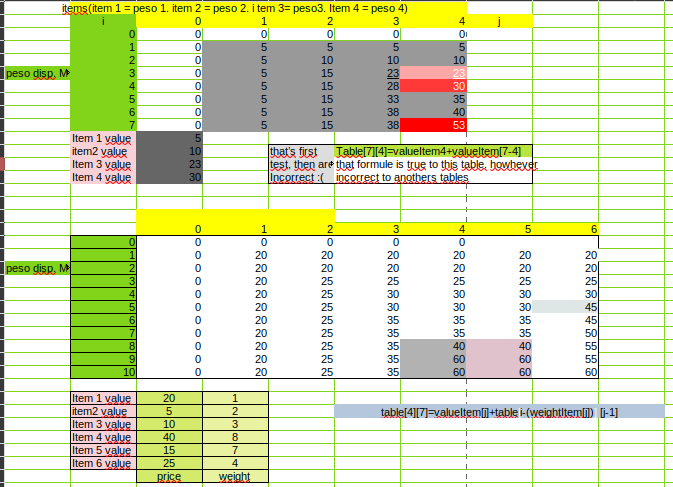 items(item 1 = peso 1. item 2 = peso 2. i tem 3= peso3. Item 4 = peso 4)
i 0 1 2 3 4 j
0 0 0 0 0 0
1 0 5 5 5 5
2 0 5 10 10 10
peso disp, M 3 0 5 15 23 23
4 0 5 15 28 30
5 0 5 15 33 35
6 0 5 15 38 40
7 0 5 15 38 53
Item 1 value 5
item2 value 10 that's first Table[7][4]=valueItem4+valueItem[7-4]
Item 3 value 23 test, then are that formule is true to this table, howhever
Item 4 value 30 Incorrect :( incorrect to anothers tables
0 1 2 3 4 5 6
0 0 0 0 0 0
1 0 20 20 20 20 20 20
peso disp, M 2 0 20 20 20 20 20 20
3 0 20 25 25 25 25 25
4 0 20 25 30 30 30 30
5 0 20 25 30 30 30 45
6 0 20 25 35 35 35 45
7 0 20 25 35 35 35 50
8 0 20 25 35 40 40 55
9 0 20 25 35 60 60 55
10 0 20 25 35 60 60 60
Item 1 value 20 1
item2 value 5 2 table[4][7]=valueItem[j]+table i-(weightItem[j]) [j-1]
Item 3 value 10 3
Item 4 value 40 8
Item 5 value 15 7
Item 6 value 25 4
price weight